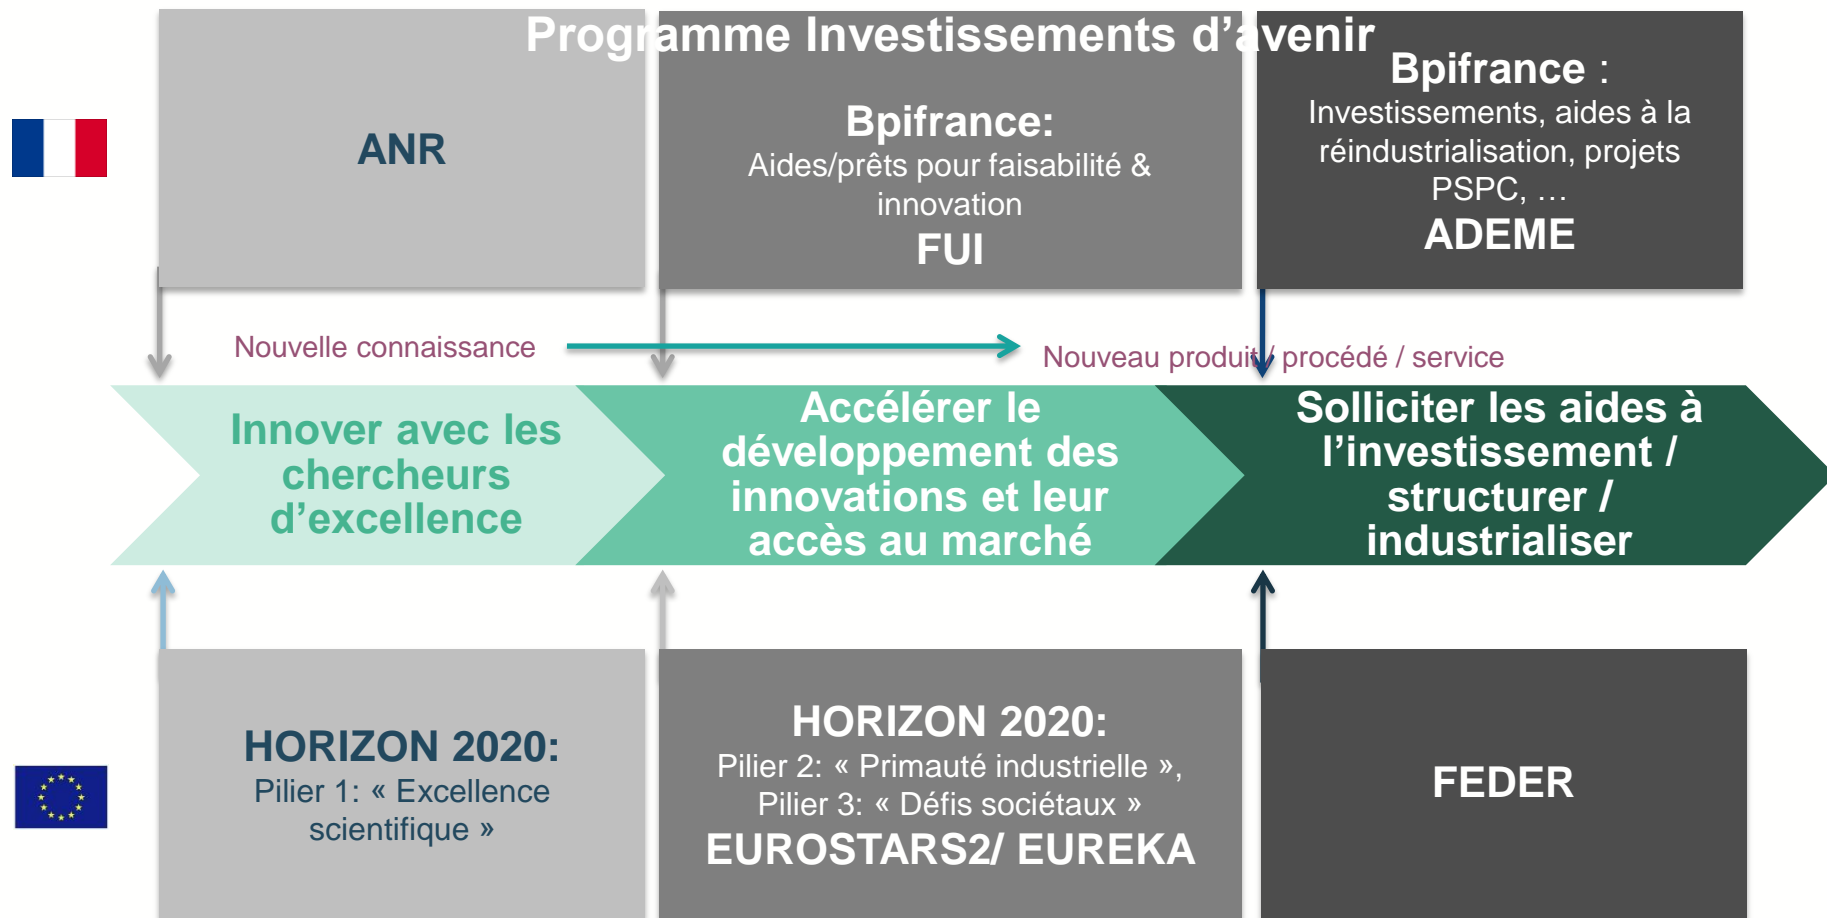 Programme Investissements d’avenir
ANR
Bpifrance:
Aides/prêts pour faisabilité &
innovation
FUI
Bpifrance :
Investissements, aides à la
réindustrialisation, projets
PSPC, …
ADEME
Nouvelle connaissance
Nouveau produit / procédé / service
Innover avec les
chercheurs
d’excellence
Accélérer le
développement des
innovations et leur
accès au marché
Solliciter les aides à
l’investissement /
structurer /
industrialiser
HORIZON 2020:
Pilier 1: « Excellence
scientifique »
HORIZON 2020:
Pilier 2: « Primauté industrielle »,
Pilier 3: « Défis sociétaux »
EUROSTARS2/ EUREKA
FEDER